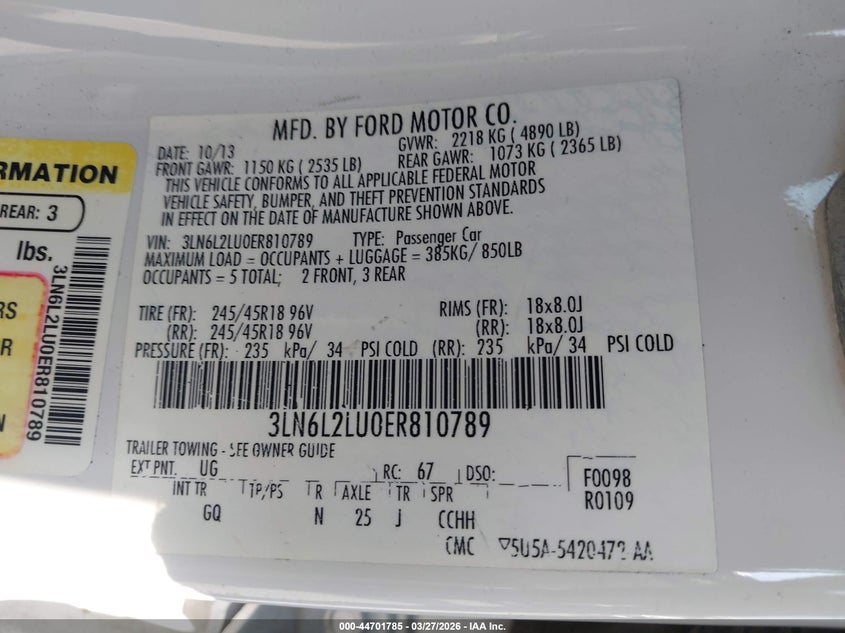 RMATION
REAR: 3
lbs.
RS
R
N
3LN6L2LU0ER810789
MFD. BY FORD MOTOR CO.
DATE: 10/13 GVWR: 2218 KG ( 4890 LB)
FRONT GAWR: 1150 KG ( 2535 LB) REAR GAWR: 1073 KG ( 2365 LB)
THIS VEHICLE CONFORMS TO ALL APPLICABLE FEDERAL MOTOR
VEHICLE SAFETY, BUMPER, AND THEFT PREVENTION STANDARDS
IN EFFECT ON THE DATE OF MANUFACTURE SHOWN ABOVE.
VIN: 3LN6L2LU0ER810789 TYPE: Passenger Car
MAXIMUM LOAD = OCCUPANTS + LUGGAGE = 385KG/ 850LB
OCCUPANTS = 5 TOTAL; 2 FRONT, 3 REAR
TIRE (FR): 245/45R18 96V RIMS (FR): 18x8.0J
(RR): 245/45R18 96V (RR): 18x8.0J
PRESSURE (FR): 235 kPa/ 34 PSI COLD (RR): 235 kPa/ 34 PSI COLD
3LN6L2LU0ER810789
TRAILER TOWING - SEE OWNER GUIDE
EXT PNT: UG RC: 67 DSO: F0098
INT TR TP/PS R AXLE TR SPR R0109
GQ N 25 J CCHH
CMC 5U5A-5420472-AA
000-44701785 - 03/27/2026 - IAA Inc.